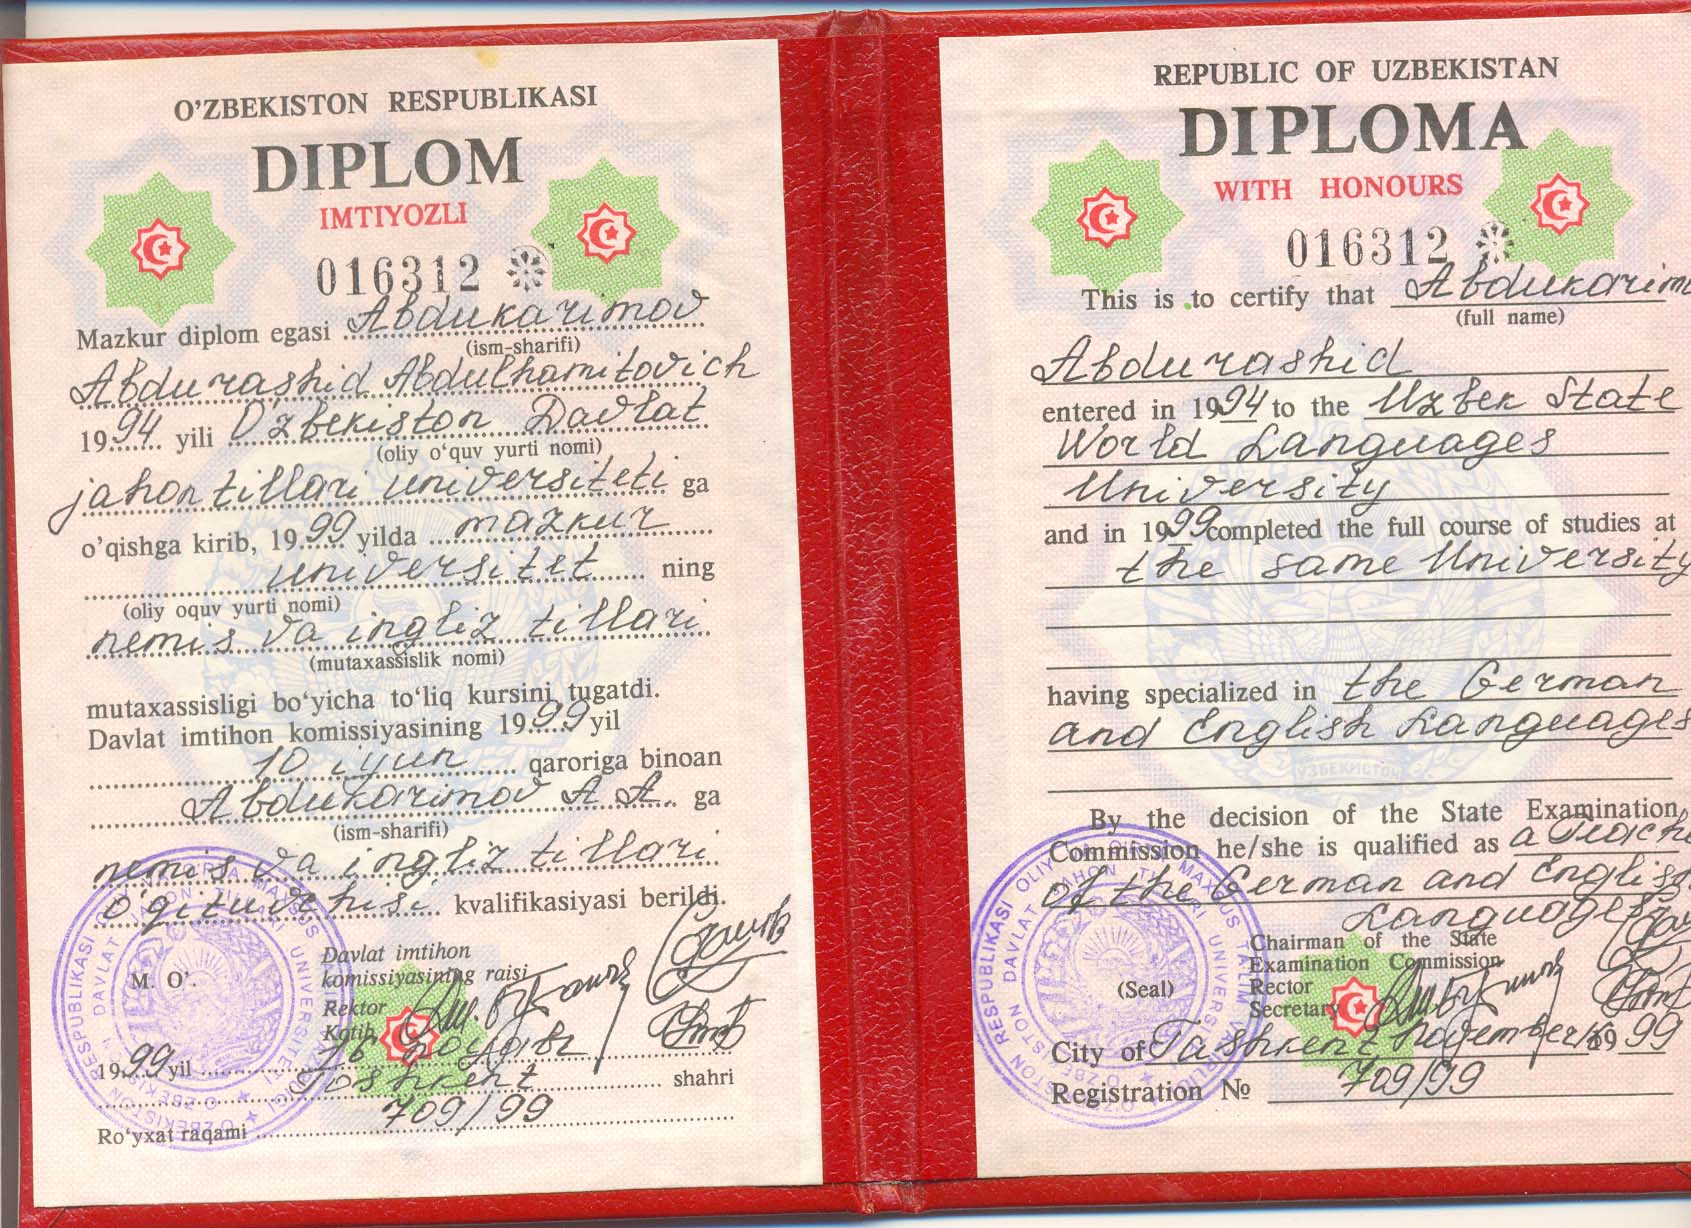 O'ZBEKISTON RESPUBLIKASI
DIPLOM
IMTIYOZLI
016312
Mazkur diplom egasi Abdukarimov
(ism-sharifi)
Abdurashid Abdulhamitovich
1994 yili O'zbekiston Davlat
(oliy o‘quv yurti nomi)
jahon tillari universiteti ga
o'qishga kirib, 1999 yilda mazkur
universitet ning
(oliy oquv yurti nomi)
nemis va ingliz tillari
(mutaxassislik nomi)
mutaxassisligi bo‘yicha to‘liq kursini tugatdi.
Davlat imtihon komissiyasining 1999 yil
10 iyun qaroriga binoan
Abdukarimov A A. ga
(ism-sharifi)
nemis va ingliz tillari
o'qituvchisi kvalifikasiyasi berildi.
Davlat imtihon
komissiyasining raisi
M. O'.
Rektor
Kotib
1999 yil 16 noyabr
Toshkent shahri
Ro‘yxat raqami 709/99
REPUBLIC OF UZBEKISTAN
DIPLOMA
WITH HONOURS
016312
This is to certify that Abdukarimo
(full name)
Abdurashid
entered in 1994 to the Uzbek State
World Languages
University
and in 1999 completed the full course of studies at
the same University
having specialized in the German
and English Languages
ЎЗБЕКИСТОН
By the decision of the State Examination
Commission he/she is qualified as a Teach
of the German and English
Languages
Chairman of the State
Examination Commission
(Seal)
Rector
Secretary
City of Tashkent November 16 1999
Registration No 709/99